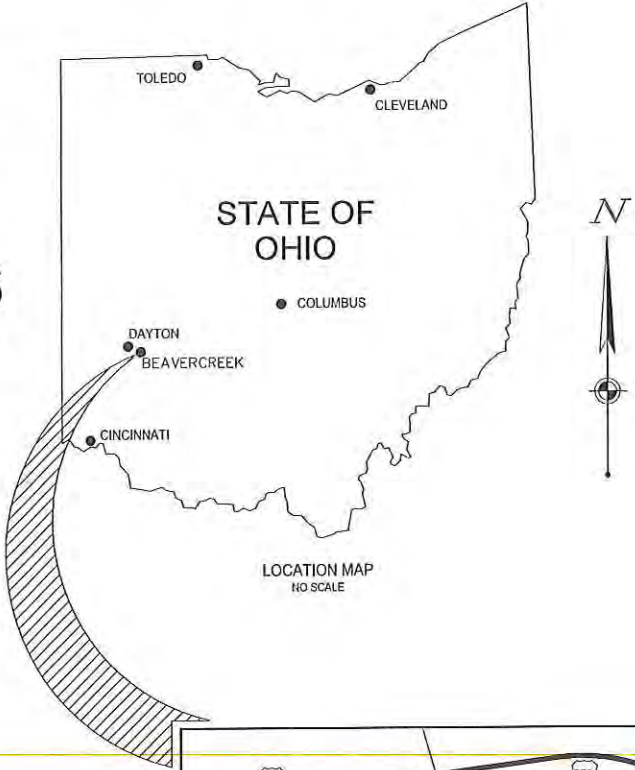 TOLEDO
CLEVELAND
STATE OF
OHIO
N
COLUMBUS
DAYTON
BEAVERCREEK
CINCINNATI
LOCATION MAP
NO SCALE